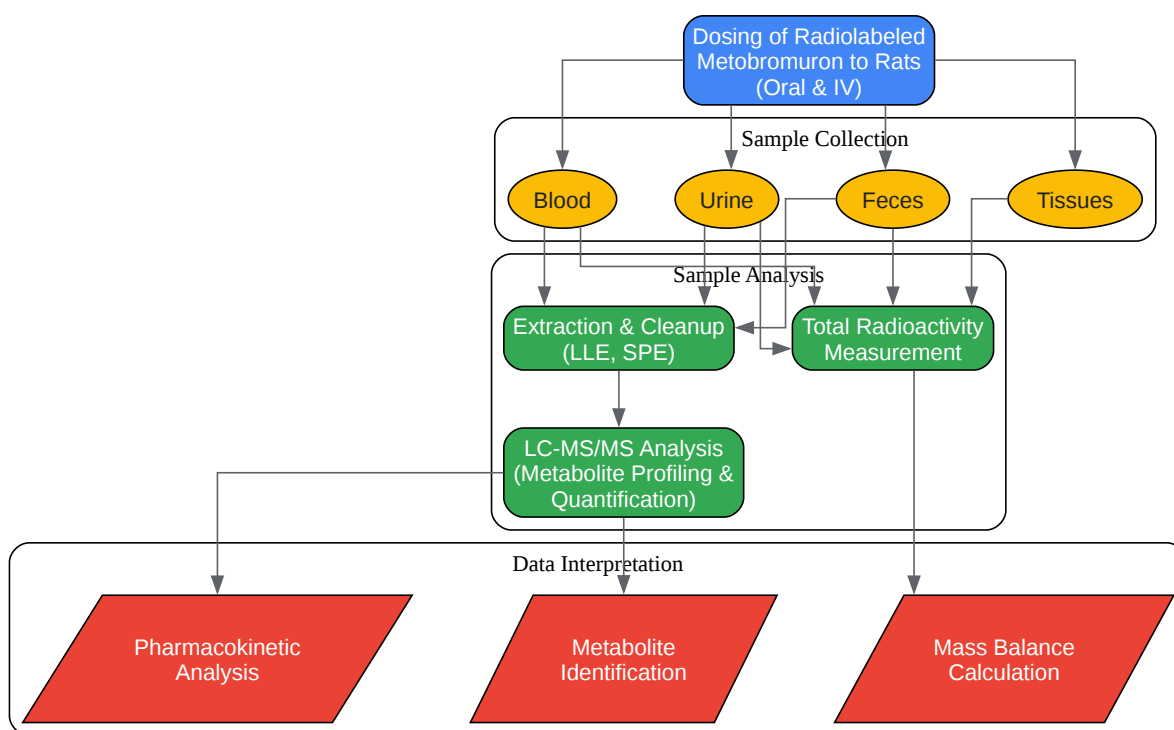 Dosing of Radiolabeled
Metobromuron to Rats
(Oral & IV)
Sample Collection
Blood
Urine
Feces
Tissues
Sample Analysis
Extraction & Cleanup
(LLE, SPE)
Total Radioactivity
Measurement
LC-MS/MS Analysis
(Metabolite Profiling &
Quantification)
Data Interpretation
Pharmacokinetic
Analysis
Metabolite
Identification
Mass Balance
Calculation